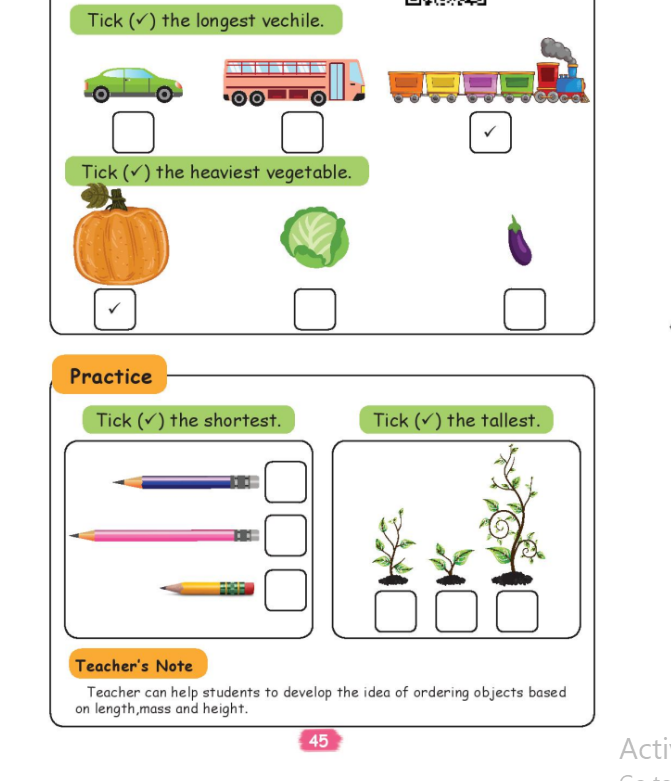 Tick (✓) the longest vechile.
✓
Tick (✓) the heaviest vegetable.
✓
Practice
Tick (✓) the shortest.
Tick (✓) the tallest.
Teacher's Note
Teacher can help students to develop the idea of ordering objects based
on length,mass and height.
45